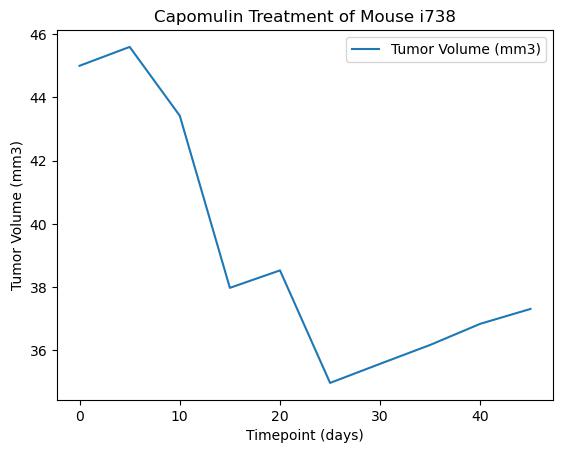 Capomulin Treatment of Mouse i738
Tumor Volume (mm3)
46
44
42
40
38
36
Tumor Volume (mm3)
0 10 20 30 40
Timepoint (days)